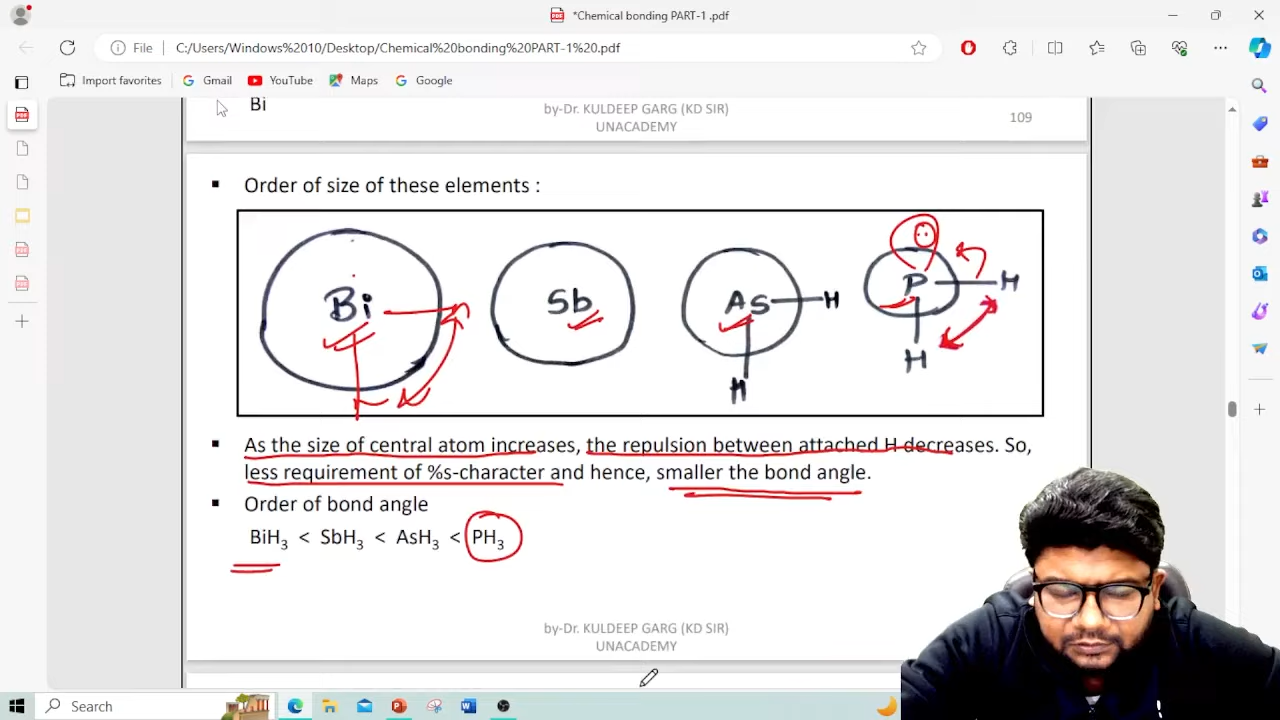 *Chemical bonding PART-1 .pdf
File C:/Users/Windows%2010/Desktop/Chemical%20bonding%20PART-1%20.pdf
Import favorites Gmail YouTube Maps Google
Bi
by-Dr. KULDEEP GARG (KD SIR)
UNACADEMY
109
▪ Order of size of these elements :
Bi Sb As H P H
H H
▪ As the size of central atom increases, the repulsion between attached H decreases. So,
less requirement of %s-character and hence, smaller the bond angle.
▪ Order of bond angle
BiH₃ < SbH₃ < AsH₃ < PH₃
by-Dr. KULDEEP GARG (KD SIR)
UNACADEMY
Search